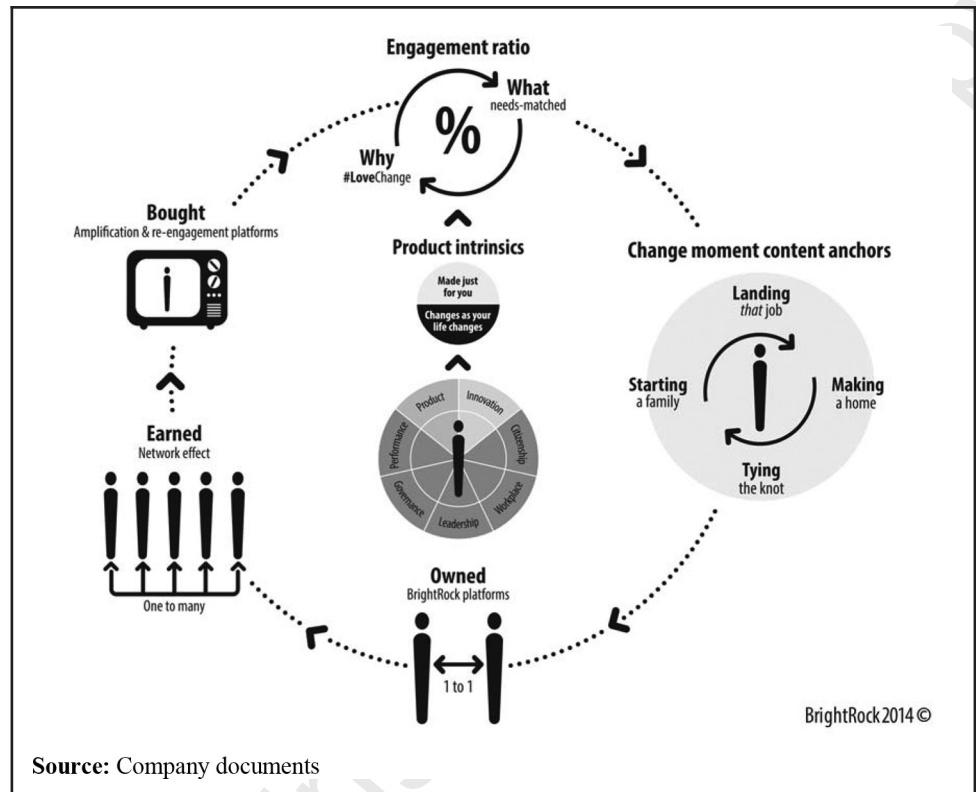 Engagement ratio
What
needs-matched
%
Why
#LoveChange
Bought
Amplification & re-engagement platforms
Product intrinsics
Made just
for you
Changes as your
life changes
Change moment content anchors
Landing
that job
Starting
a family
Making
a home
Tying
the knot
Earned
Network effect
One to many
Product
Innovation
Citizenship
Workplace
Leadership
Governance
Performance
Owned
BrightRock platforms
1 to 1
BrightRock 2014 ©
Source: Company documents